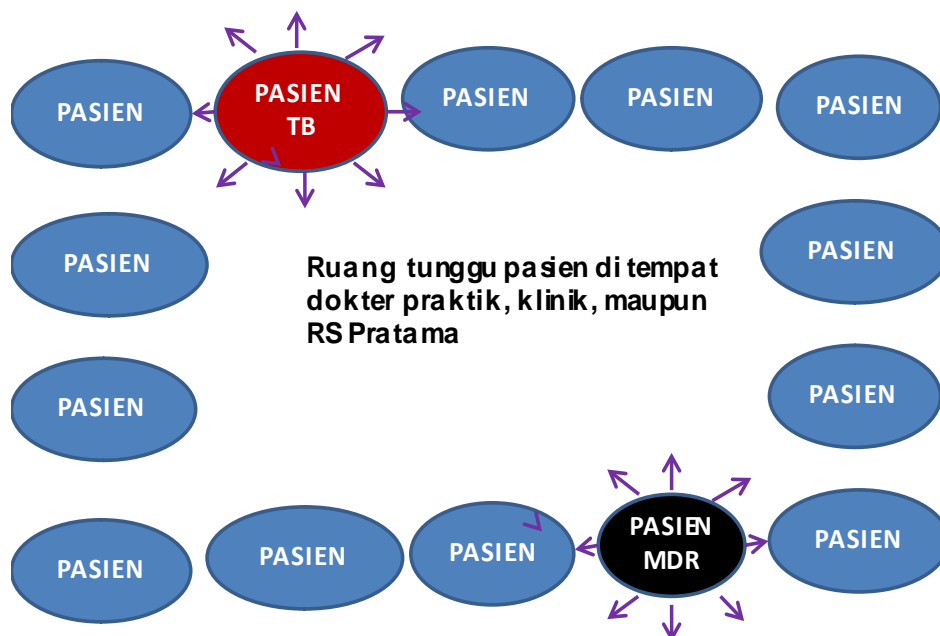 PASIEN
PASIEN
TB
PASIEN
PASIEN
PASIEN
PASIEN
Ruang tunggu pasien di tempat
dokter praktik, klinik, maupun
RS Pratama
PASIEN
PASIEN
PASIEN
PASIEN
PASIEN
PASIEN
PASIEN
MDR
PASIEN